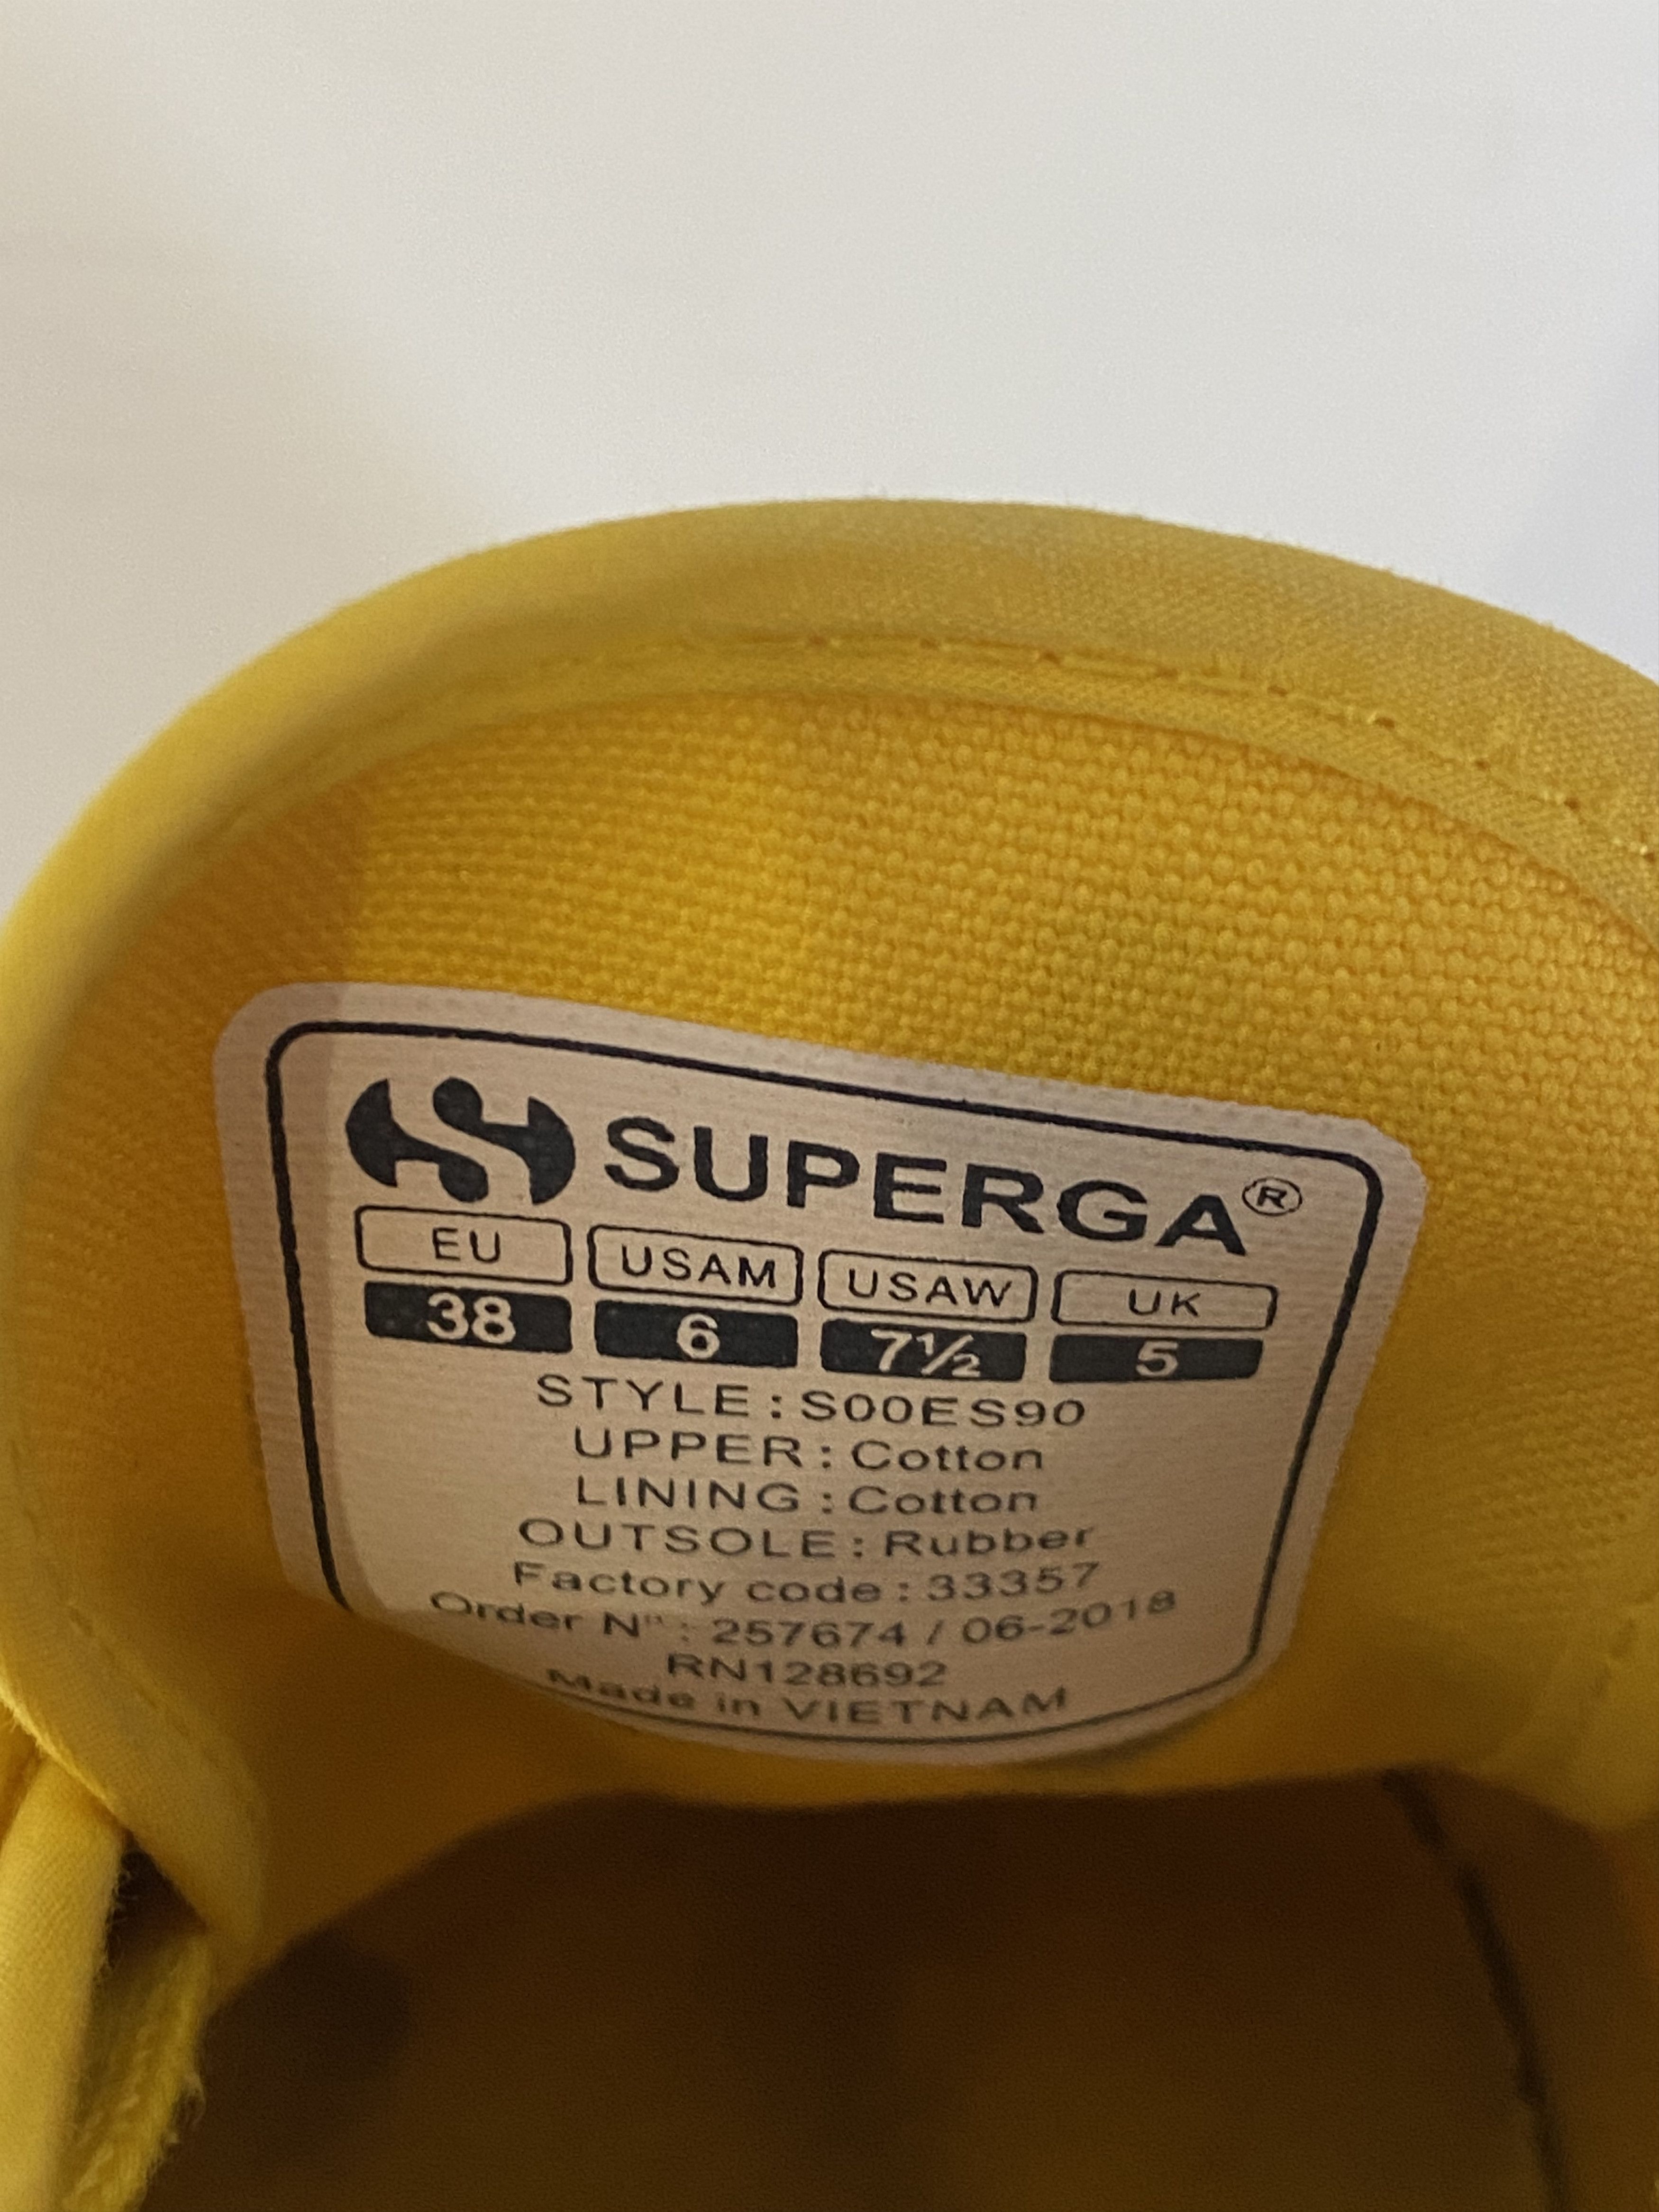 SUPERGA®
EU USAM USAW UK
38 6 7½ 5
STYLE : S00ES90
UPPER : Cotton
LINING : Cotton
OUTSOLE : Rubber
Factory code : 33357
Order N° : 257674 / 06-2018
RN128692
Made in VIETNAM